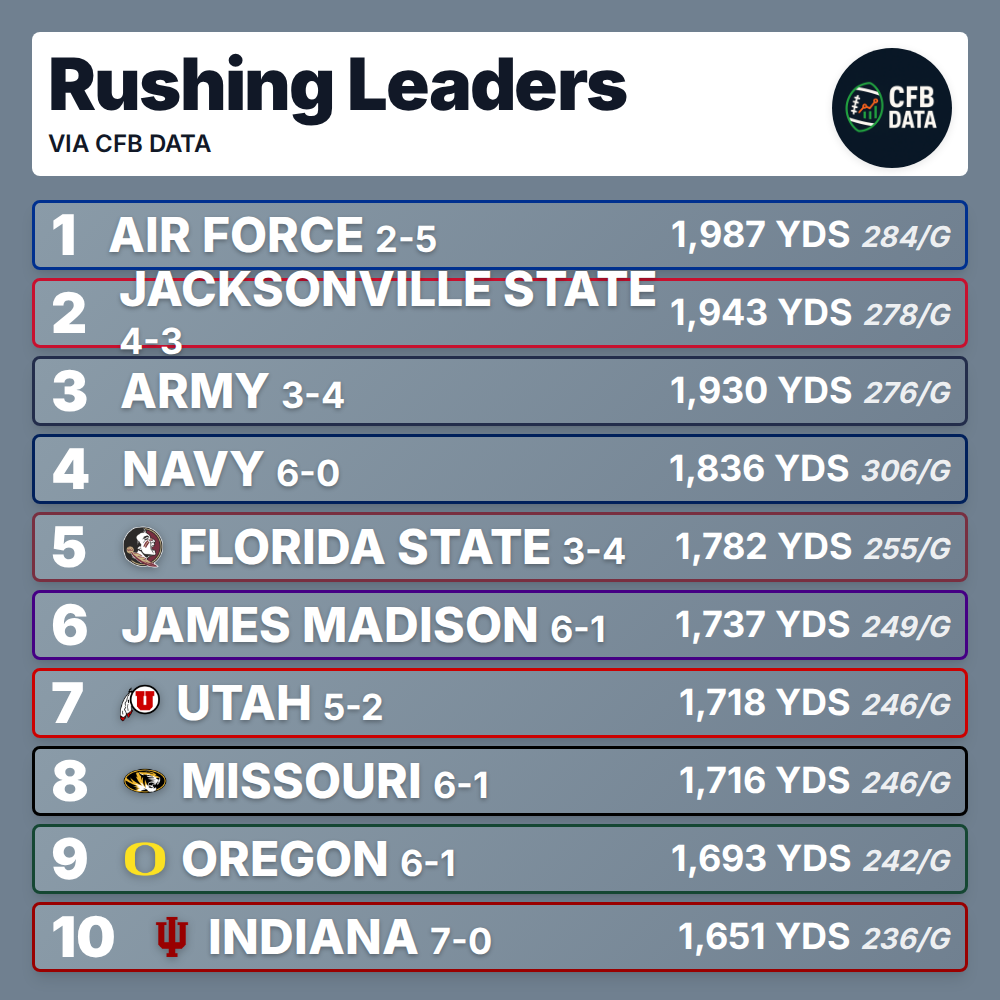 Rushing Leaders
VIA CFB DATA
CFB
DATA
1 AIR FORCE 2-5 1,987 YDS 284/G
2 JACKSONVILLE STATE 4-3 1,943 YDS 278/G
3 ARMY 3-4 1,930 YDS 276/G
4 NAVY 6-0 1,836 YDS 306/G
5 FLORIDA STATE 3-4 1,782 YDS 255/G
6 JAMES MADISON 6-1 1,737 YDS 249/G
7 U UTAH 5-2 1,718 YDS 246/G
8 MISSOURI 6-1 1,716 YDS 246/G
9 O OREGON 6-1 1,693 YDS 242/G
10 INDIANA 7-0 1,651 YDS 236/G